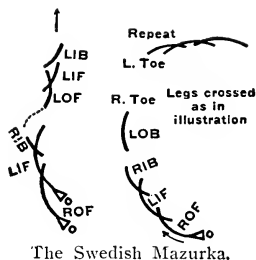 LIB
LIF
LOF
RIB
LIF
ROF
Repeat
L. Toe
R. Toe
Legs crossed
as in
illustration
LOB
RIB
LIF
ROF
The Swedish Mazurka.